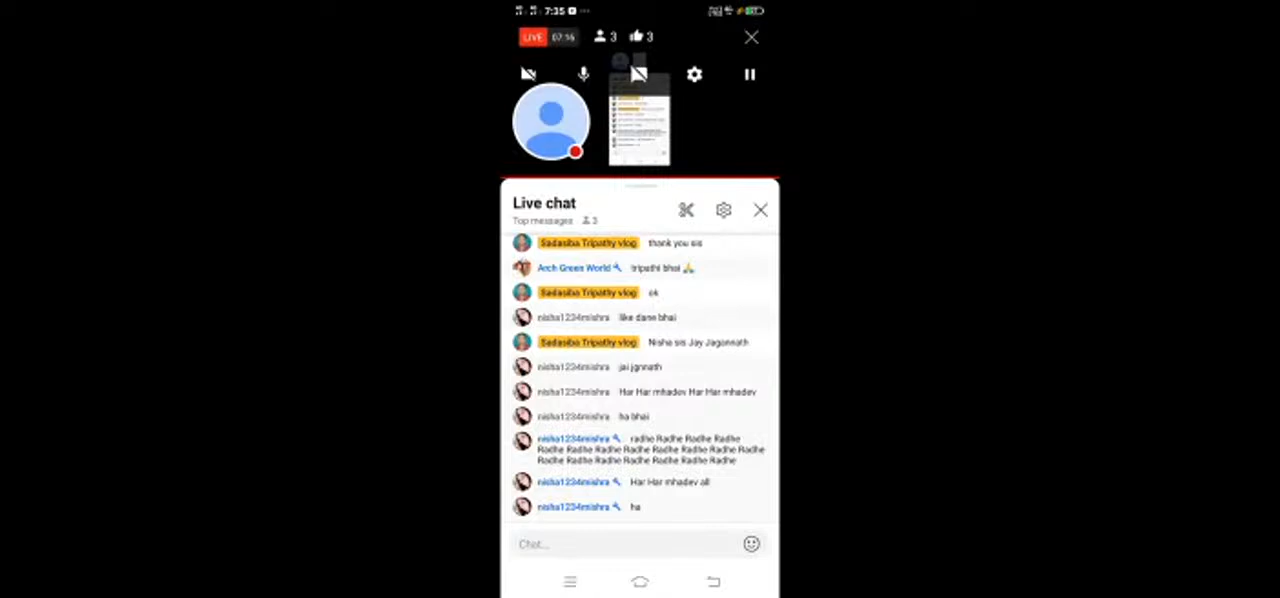 7:35
LIVE 07:16 3 3
Live chat
Top messages 3
Sadasiba Tripathy vlog thank you sis
Arch Green World tripathi bhai 🙏
Sadasiba Tripathy vlog ok
nisha1234mishra like dane bhai
Sadasiba Tripathy vlog Nisha sis Jay Jagannath
nisha1234mishra jai jgnnath
nisha1234mishra Har Har mhadev Har Har mhadev
nisha1234mishra ha bhai
nisha1234mishra radhe Radhe Radhe Radhe
Radhe Radhe Radhe Radhe Radhe Radhe Radhe Radhe
Radhe Radhe Radhe Radhe Radhe Radhe Radhe
nisha1234mishra Har Har mhadev all
nisha1234mishra ha
Chat...